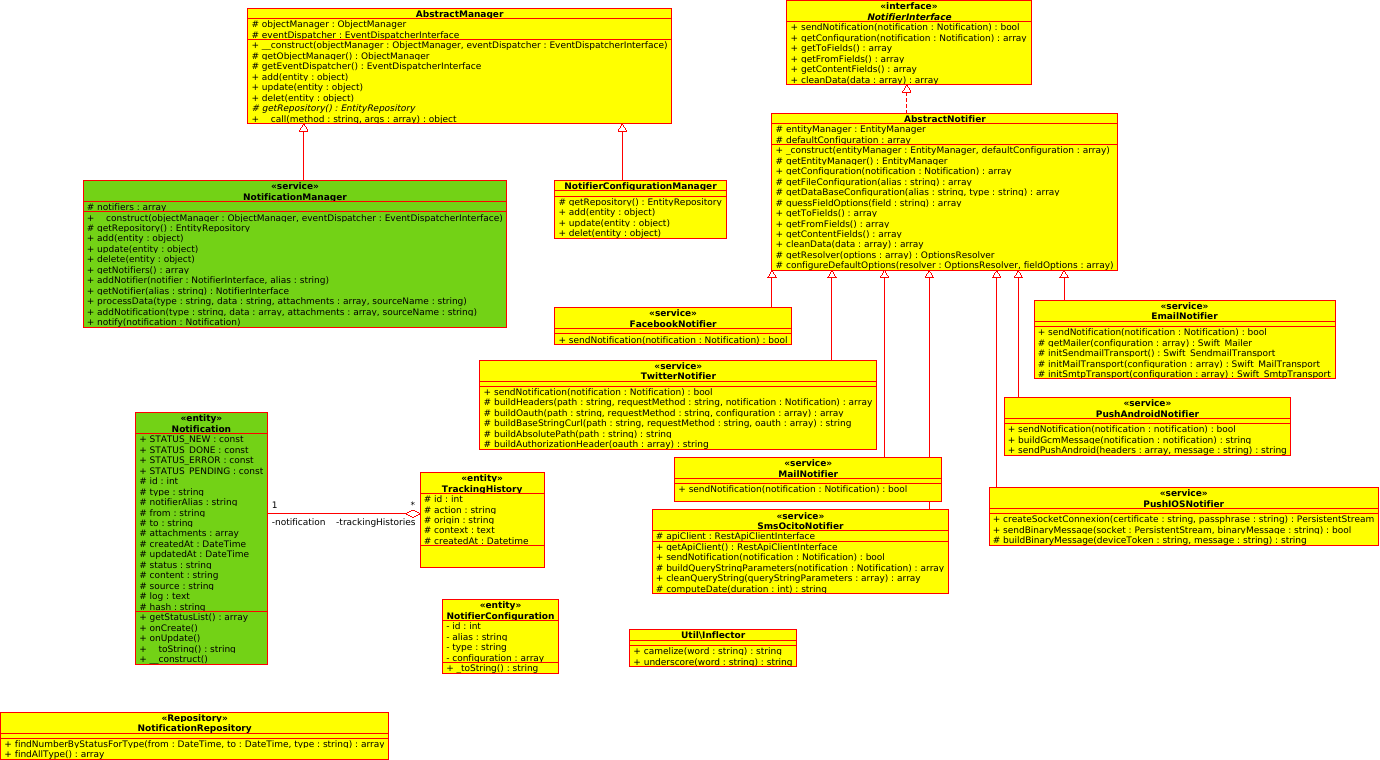 AbstractManager
# objectManager : ObjectManager
# eventDispatcher : EventDispatcherInterface
+ __construct(objectManager : ObjectManager, eventDispatcher : EventDispatcherInterface)
# getObjectManager() : ObjectManager
# getEventDispatcher() : EventDispatcherInterface
+ add(entity : object)
+ update(entity : object)
+ delet(entity : object)
# getRepository() : EntityRepository
+ __call(method : string, args : array) : object
«interface»
NotifierInterface
+ sendNotification(notification : Notification) : bool
+ getConfiguration(notification : Notification) : array
+ getToFields() : array
+ getFromFields() : array
+ getContentFields() : array
+ cleanData(data : array) : array
AbstractNotifier
# entityManager : EntityManager
# defaultConfiguration : array
+ _construct(entityManager : EntityManager, defaultConfiguration : array)
# getEntityManager() : EntityManager
+ getConfiguration(notification : Notification) : array
# getFileConfiguration(alias : string) : array
# getDataBaseConfiguration(alias : string, type : string) : array
# guessFieldOptions(field : string) : array
+ getToFields() : array
+ getFromFields() : array
+ getContentFields() : array
+ cleanData(data : array) : array
# getResolver(options : array) : OptionsResolver
# configureDefaultOptions(resolver : OptionsResolver, fieldOptions : array)
«service»
NotificationManager
# notifiers : array
+ __construct(objectManager : ObjectManager, eventDispatcher : EventDispatcherInterface)
# getRepository() : EntityRepository
+ add(entity : object)
+ update(entity : object)
+ delete(entity : object)
+ getNotifiers() : array
+ addNotifier(notifier : NotifierInterface, alias : string)
+ getNotifier(alias : string) : NotifierInterface
+ processData(type : string, data : string, attachments : array, sourceName : string)
+ addNotification(type : string, data : array, attachments : array, sourceName : string)
+ notify(notification : Notification)
NotifierConfigurationManager
# getRepository() : EntityRepository
+ add(entity : object)
+ update(entity : object)
+ delet(entity : object)
«service»
FacebookNotifier
+ sendNotification(notification : Notification) : bool
«service»
EmailNotifier
+ sendNotification(notification : Notification) : bool
# getMailer(configuration : array) : Swift_Mailer
# initSendmailTransport() : Swift_SendmailTransport
# initMailTransport(configuration : array) : Swift_MailTransport
# initSmtpTransport(configuration : array) : Swift_SmtpTransport
«service»
TwitterNotifier
+ sendNotification(notification : Notification) : bool
# buildHeaders(path : string, requestMethod : string, notification : Notification) : array
# buildOauth(path : string, requestMethod : string, configuration : array) : array
# buildBaseStringCurl(path : string, requestMethod : string, oauth : array) : string
# buildAbsolutePath(path : string) : string
# buildAuthorizationHeader(oauth : array) : string
«service»
PushAndroidNotifier
+ sendNotification(notification : notification) : bool
+ buildGcmMessage(notification : notification) : string
+ sendPushAndroid(headers : array, message : string) : string
«service»
MailNotifier
+ sendNotification(notification : Notification) : bool
«service»
PushIOSNotifier
+ createSocketConnexion(certificate : string, passphrase : string) : PersistentStream
+ sendBinaryMessage(socket : PersistentStream, binaryMessage : string) : bool
# buildBinaryMessage(deviceToken : string, message : string) : string
«service»
SmsOcitoNotifier
# apiClient : RestApiClientInterface
+ getApiClient() : RestApiClientInterface
+ sendNotification(notification : Notification) : bool
# buildQueryStringParameters(notification : Notification) : array
+ cleanQueryString(queryStringParameters : array) : array
# computeDate(duration : int) : string
«entity»
Notification
+ STATUS_NEW : const
+ STATUS_DONE : const
+ STATUS_ERROR : const
+ STATUS_PENDING : const
# id : int
# type : string
# notifierAlias : string
# from : string
# to : string
# attachments : array
# createdAt : DateTime
# updatedAt : DateTime
# status : string
# content : string
# source : string
# log : text
# hash : string
+ getStatusList() : array
+ onCreate()
+ onUpdate()
+ __toString() : string
+ __construct()
1
*
-notification
-trackingHistories
«entity»
TrackingHistory
# id : int
# action : string
# origin : string
# context : text
# createdAt : Datetime
«entity»
NotifierConfiguration
- id : int
- alias : string
- type : string
- configuration : array
+ _toString() : string
Util\Inflector
+ camelize(word : string) : string
+ underscore(word : string) : string
«Repository»
NotificationRepository
+ findNumberByStatusForType(from : DateTime, to : DateTime, type : string) : array
+ findAllType() : array